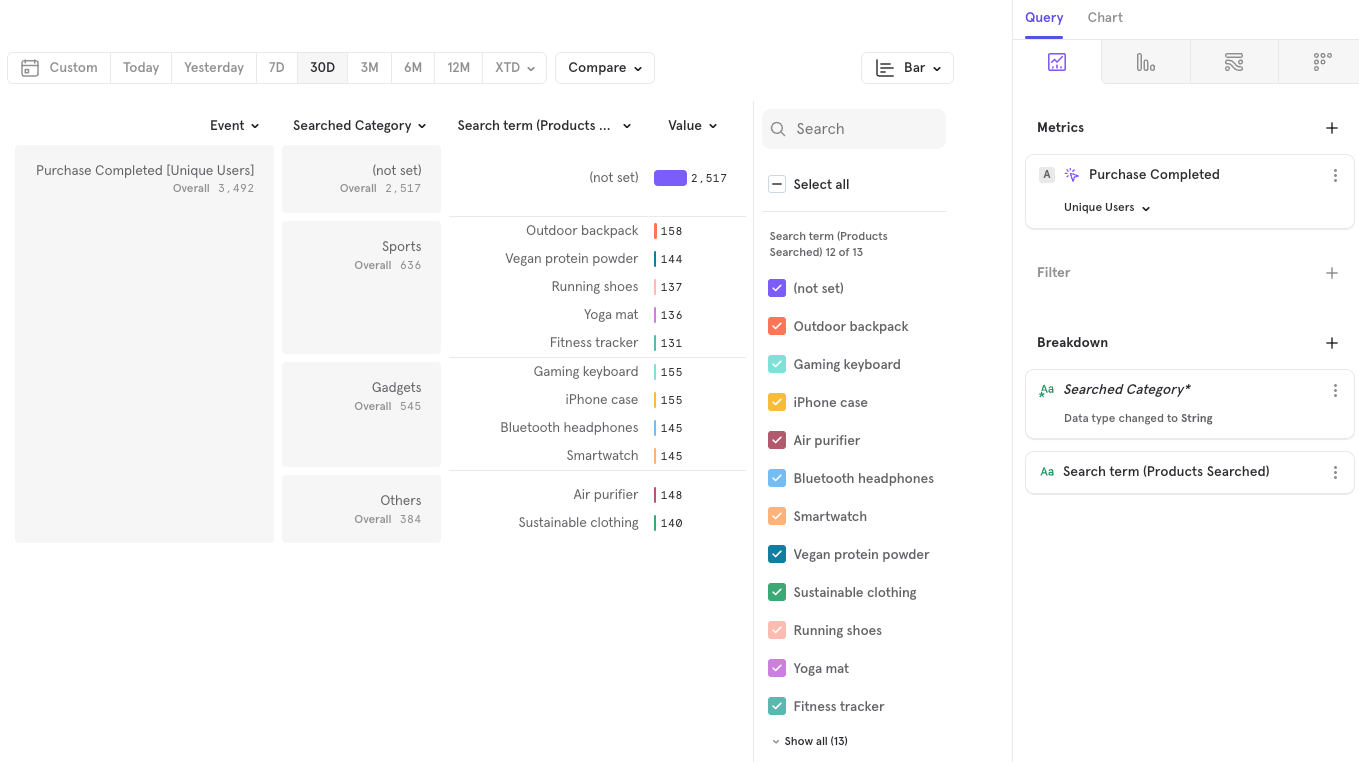 Query
Chart
Custom
Today
Yesterday
7D
30D
3M
6M
12M
XTD
Compare
Bar
Event
Searched Category
Search term (Products ...
Value
Purchase Completed [Unique Users]
Overall 3,492
(not set)
Overall 2,517
(not set)
2,517
Sports
Overall 636
Outdoor backpack 158
Vegan protein powder 144
Running shoes 137
Yoga mat 136
Fitness tracker 131
Gadgets
Overall 545
Gaming keyboard 155
iPhone case 155
Bluetooth headphones 145
Smartwatch 145
Others
Overall 384
Air purifier 148
Sustainable clothing 140
Search
Select all
Search term (Products
Searched) 12 of 13
(not set)
Outdoor backpack
Gaming keyboard
iPhone case
Air purifier
Bluetooth headphones
Smartwatch
Vegan protein powder
Sustainable clothing
Running shoes
Yoga mat
Fitness tracker
Show all (13)
Metrics
A Purchase Completed
Unique Users
Filter
Breakdown
Aa Searched Category*
Data type changed to String
Aa Search term (Products Searched)